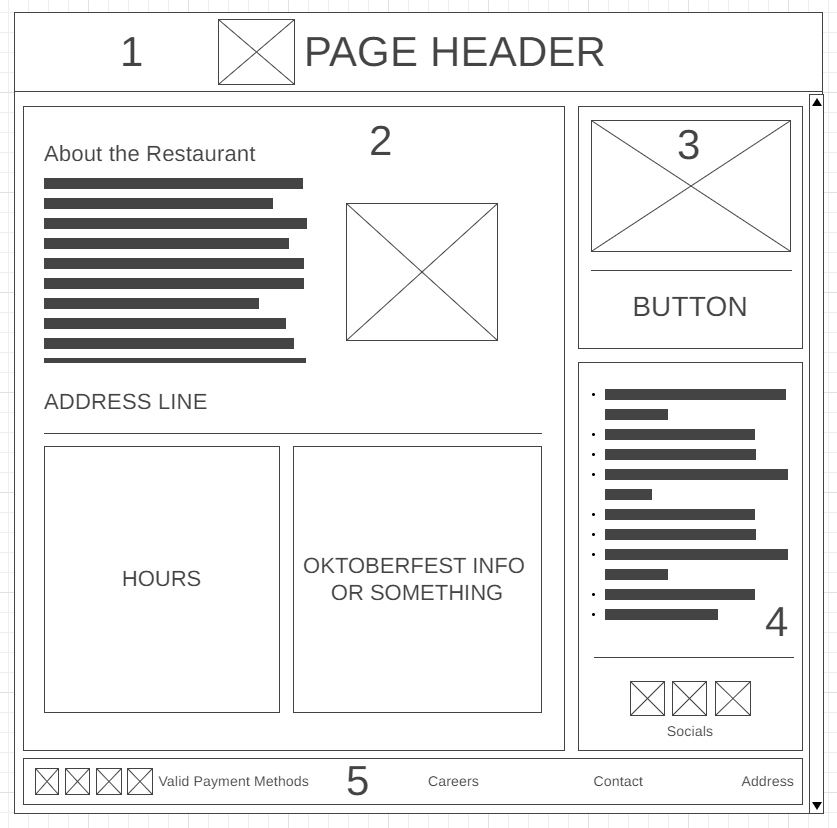 1
PAGE HEADER
2
About the Restaurant
ADDRESS LINE
HOURS
OKTOBERFEST INFO
OR SOMETHING
3
BUTTON
4
Socials
Valid Payment Methods
5
Careers
Contact
Address